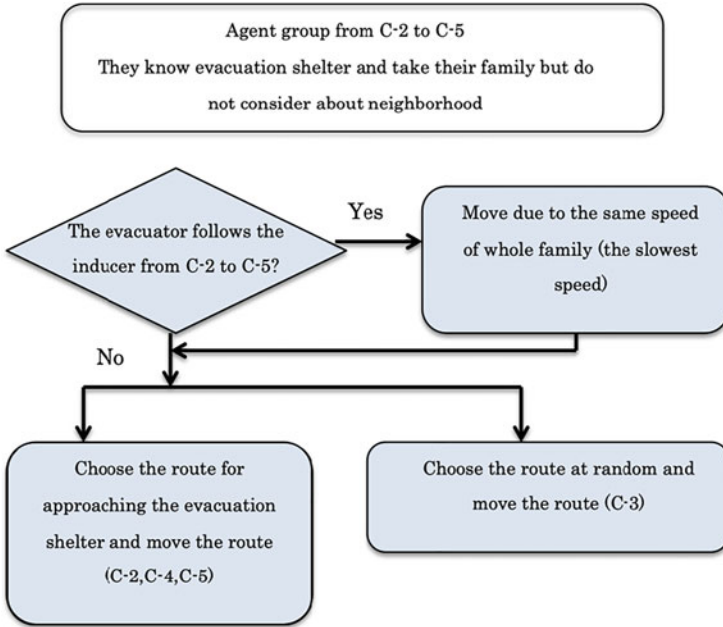 Agent group from C-2 to C-5
They know evacuation shelter and take their family but do
not consider about neighborhood
The evacuator follows the
inducer from C-2 to C-5?
Yes
Move due to the same speed
of whole family (the slowest
speed)
No
Choose the route for
approaching the evacuation
shelter and move the route
(C-2,C-4,C-5)
Choose the route at random and
move the route (C-3)